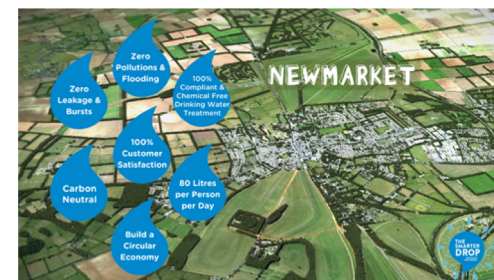 Zero
Pollutions &
Flooding
Zero
Leakage &
Bursts
100%
Compliant &
Chemical Free
Drinking Water
Treatment
NEWMARKET
100%
Customer
Satisfaction
Carbon
Neutral
80 Litres
per Person
per Day
Build a
Circular
Economy
THE
SMARTER
DROP